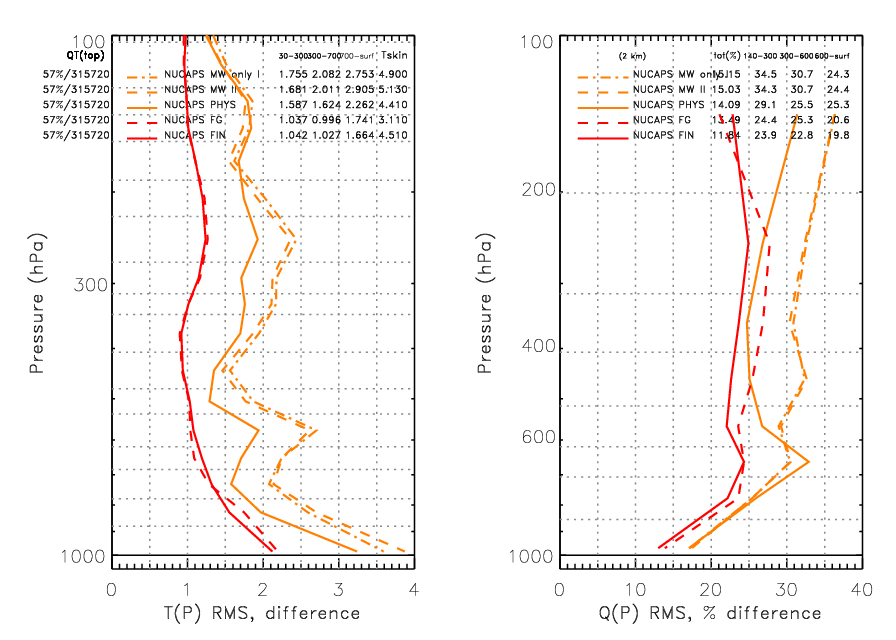 QT(top) 30-300 300-700 700-surf Tskin
57%/315720 NUCAPS MW only I 1.755 2.082 2.753 4.900
57%/315720 NUCAPS MW II 1.681 2.011 2.905 5.130
57%/315720 NUCAPS PHYS 1.587 1.624 2.262 4.410
57%/315720 NUCAPS FG 1.037 0.996 1.741 3.110
57%/315720 NUCAPS FIN 1.042 1.027 1.664 4.510
100
300
1000
Pressure (hPa)
0 1 2 3 4
T(P) RMS, difference
(2 km) tot(%) 140-300 300-600 600-surf
NUCAPS MW only 15.15 34.5 30.7 24.3
NUCAPS MW II 15.03 34.3 30.7 24.4
NUCAPS PHYS 14.09 29.1 25.5 25.3
NUCAPS FG 13.49 24.4 25.3 20.6
NUCAPS FIN 11.84 23.9 22.8 19.8
100
200
400
600
1000
Pressure (hPa)
0 10 20 30 40
Q(P) RMS, % difference